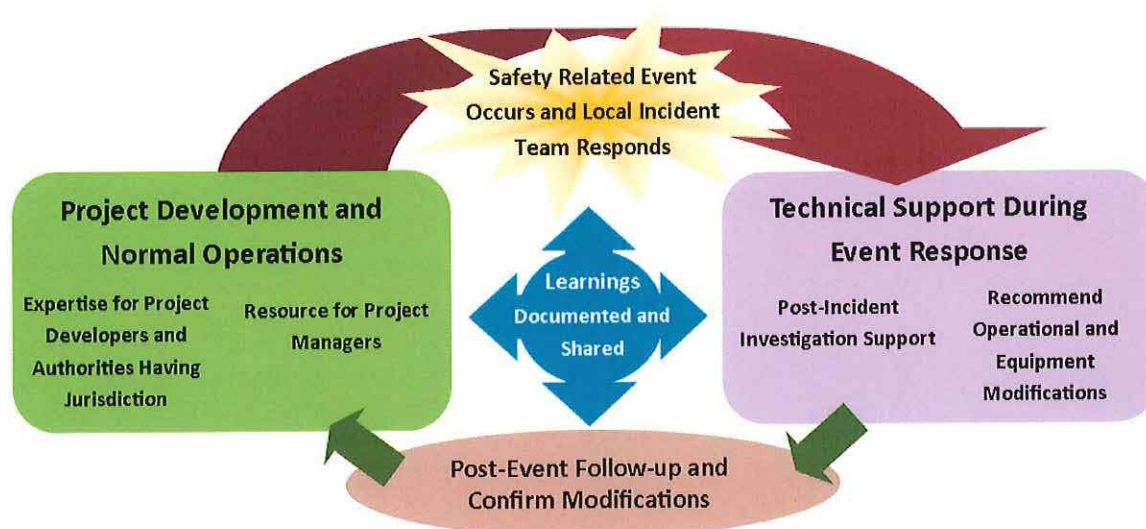 Safety Related Event
Occurs and Local Incident
Team Responds
Project Development and
Normal Operations
Expertise for Project
Developers and
Authorities Having
Jurisdiction
Resource for Project
Managers
Learnings
Documented and
Shared
Technical Support During
Event Response
Post-Incident
Investigation Support
Recommend
Operational and
Equipment
Modifications
Post-Event Follow-up and
Confirm Modifications